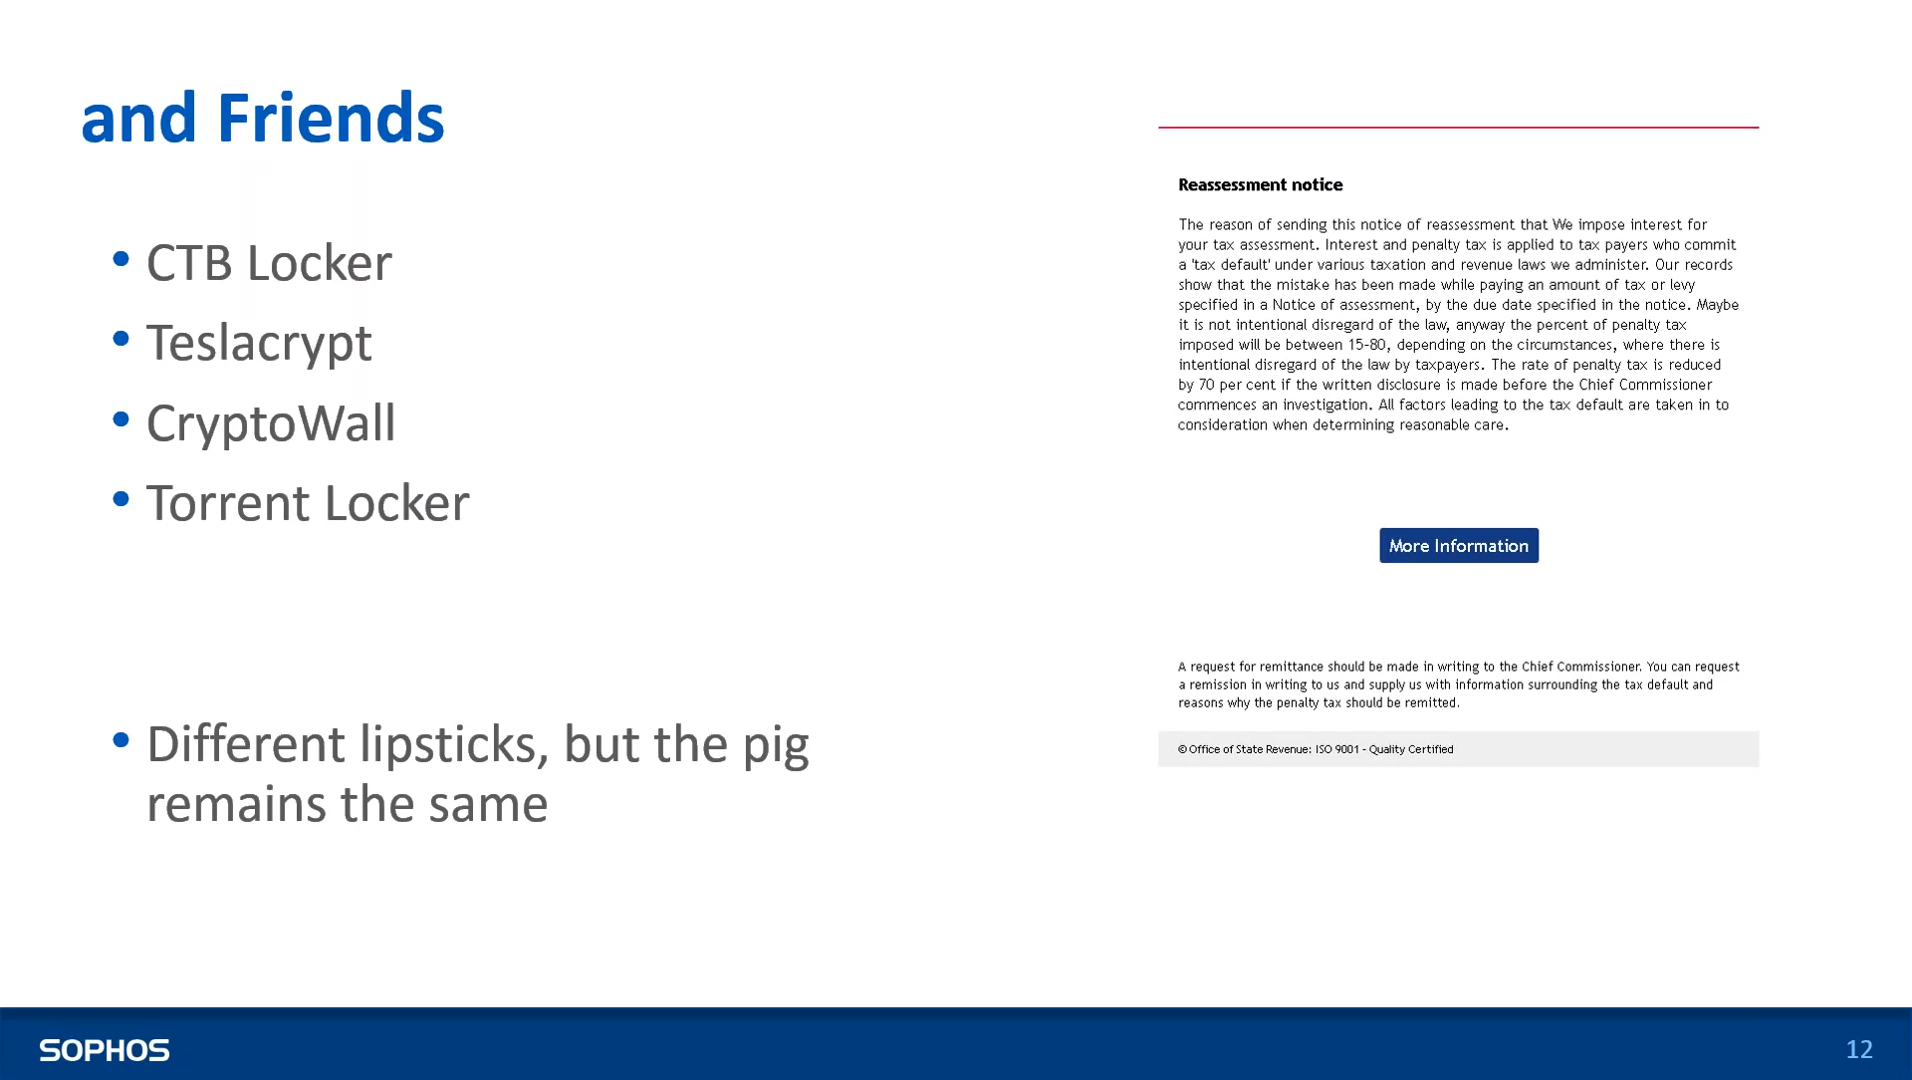 and Friends
• CTB Locker
• Teslacrypt
• CryptoWall
• Torrent Locker
• Different lipsticks, but the pig
remains the same
Reassessment notice
The reason of sending this notice of reassessment that We impose interest for
your tax assessment. Interest and penalty tax is applied to tax payers who commit
a 'tax default' under various taxation and revenue laws we administer. Our records
show that the mistake has been made while paying an amount of tax or levy
specified in a Notice of assessment, by the due date specified in the notice. Maybe
it is not intentional disregard of the law, anyway the percent of penalty tax
imposed will be between 15-80, depending on the circumstances, where there is
intentional disregard of the law by taxpayers. The rate of penalty tax is reduced
by 70 per cent if the written disclosure is made before the Chief Commissioner
commences an investigation. All factors leading to the tax default are taken in to
consideration when determining reasonable care.
More Information
A request for remittance should be made in writing to the Chief Commissioner. You can request
a remission in writing to us and supply us with information surrounding the tax default and
reasons why the penalty tax should be remitted.
© Office of State Revenue: ISO 9001 - Quality Certified
SOPHOS
12